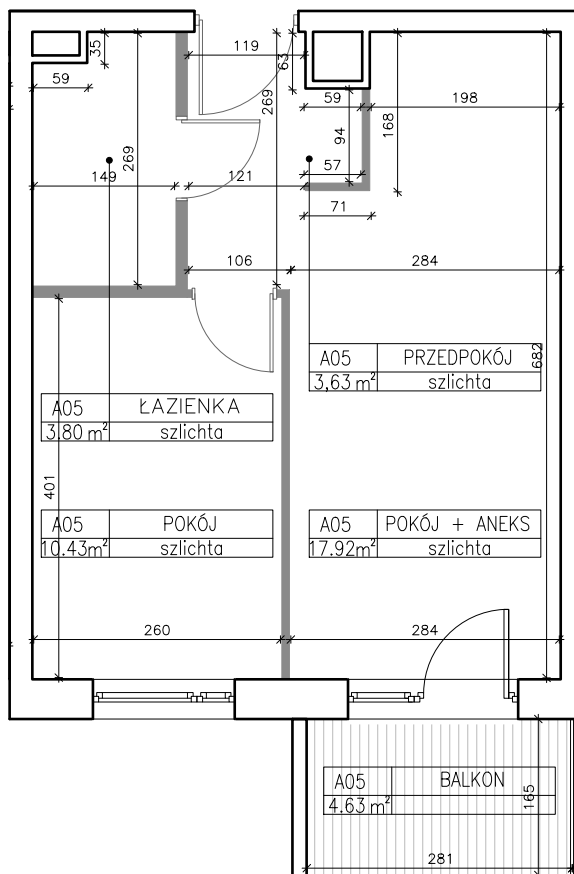 119
35
63
59
269
269
59
198
94
168
149
121
57
71
106
284
A05 PRZEDPOKÓJ
3,63 m² szlichta
682
A05 ŁAZIENKA
3.80 m² szlichta
401
A05 POKÓJ
10.43m² szlichta
A05 POKÓJ + ANEKS
17.92m² szlichta
260
284
A05 BALKON
4.63 m²
165
281